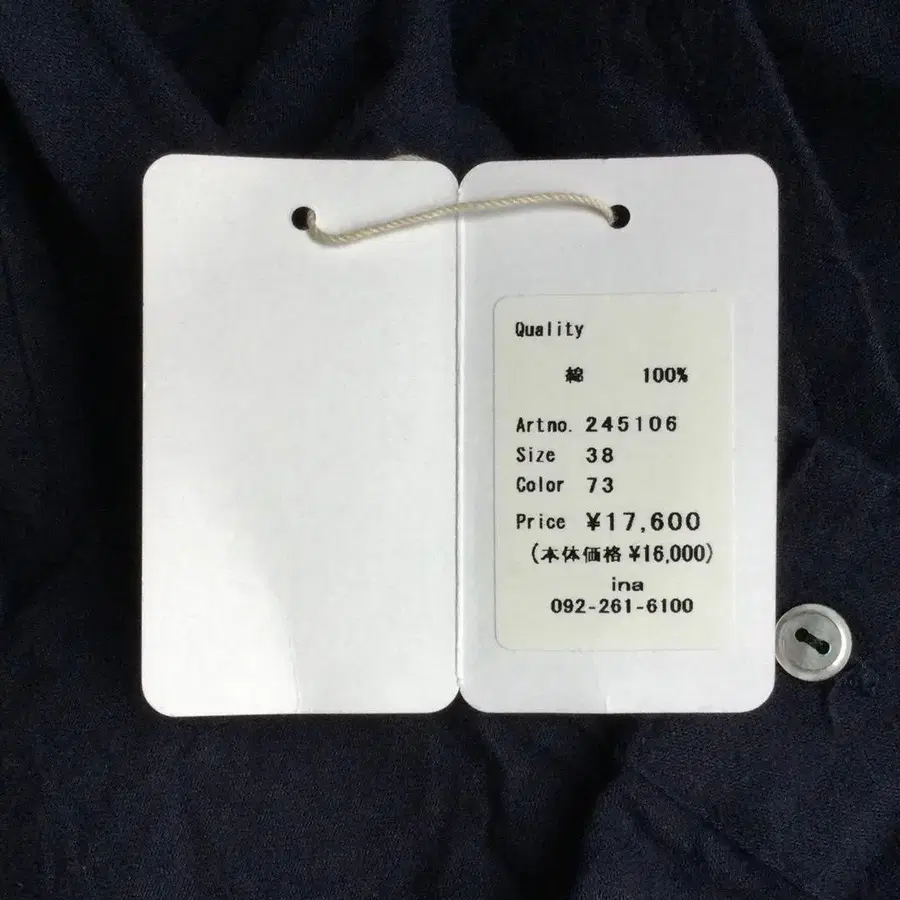 Quality
綿 100%
Artno. 245106
Size 38
Color 73
Price ¥17,600
(本体価格 ¥16,000)
ina
092-261-6100